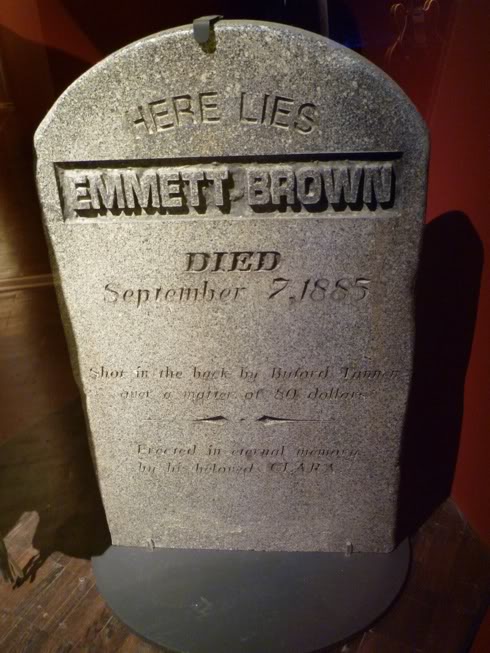 HERE LIES
EMMETT BROWN
DIED
September 7, 1885
Shot in the back by Buford Tannen
over a matter of 80 dollars
Erected in eternal memory
by his beloved CLARA